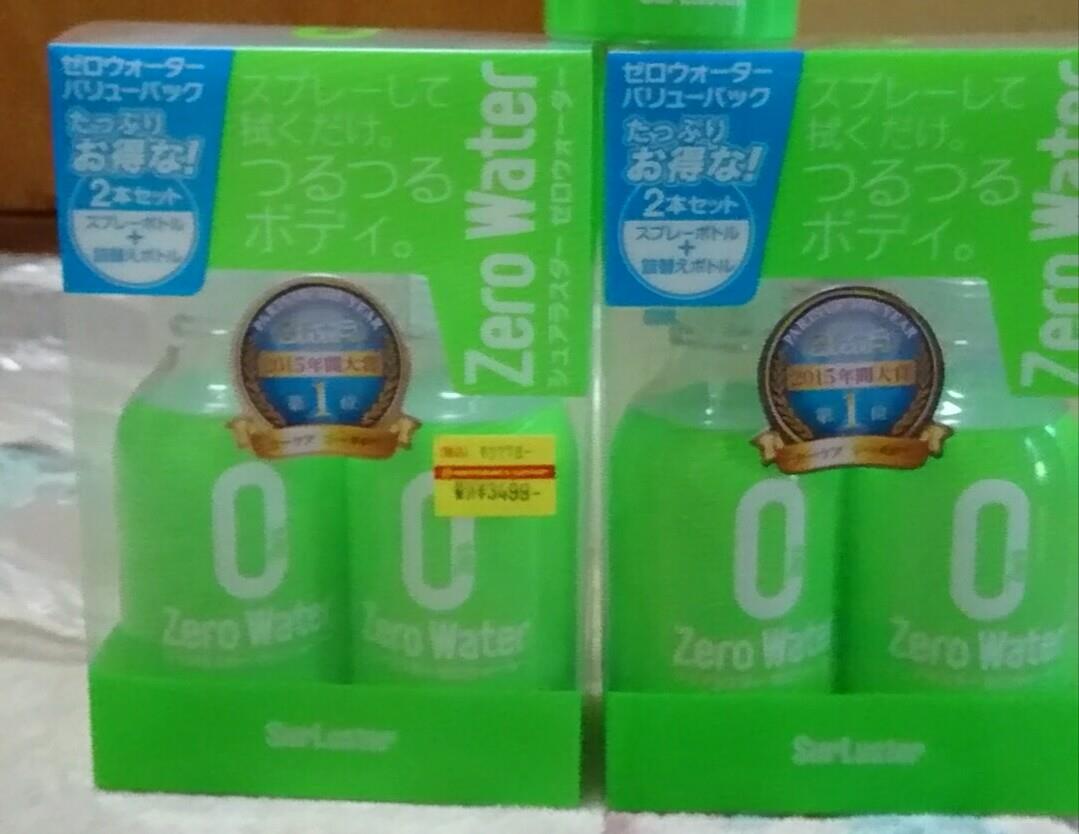 SurLuster
ゼロウォーター
バリューパック
たっぷり
お得な!
2本セット
スプレーボトル
+
詰替えボトル
スプレーして
拭くだけ。
つるつる
ボディ。
Zero Water
シュアラスター ゼロウォーター
2015年間大賞
第1位
¥3499-
0
Zero Water
0
Zero Water
SurLuster
ゼロウォーター
バリューパック
たっぷり
お得な!
2本セット
スプレーボトル
+
詰替えボトル
スプレーして
拭くだけ。
つるつる
ボディ。
Zero Water
PARTS OF THE YEAR
2015年間大賞
第1位
0
Zero Water
0
Zero Water
SurLuster